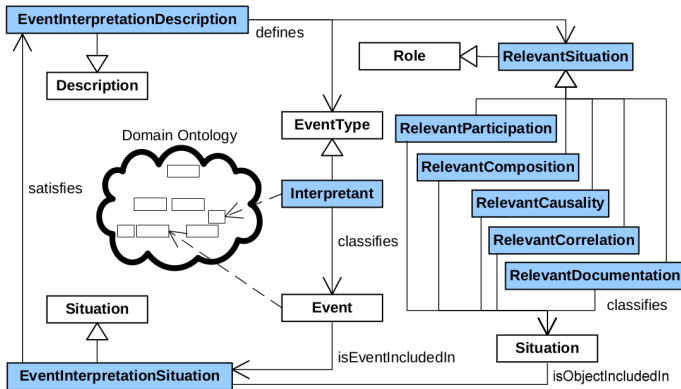 EventInterpretationDescription
defines
Role
RelevantSituation
Description
EventType
RelevantParticipation
Domain Ontology
RelevantComposition
satisfies
Interpretant
RelevantCausality
classifies
RelevantCorrelation
RelevantDocumentation
Situation
Event
classifies
Situation
isEventIncludedIn
EventInterpretationSituation
isObjectIncludedIn